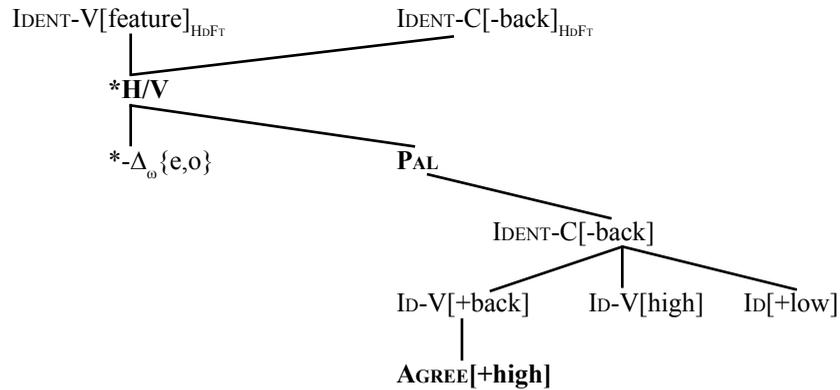 IDENT-V[feature]HDFT IDENT-C[-back]HDFT
*H/V
*-Δω{e,o} PAL
IDENT-C[-back]
ID-V[+back] ID-V[high] ID[+low]
AGREE[+high]